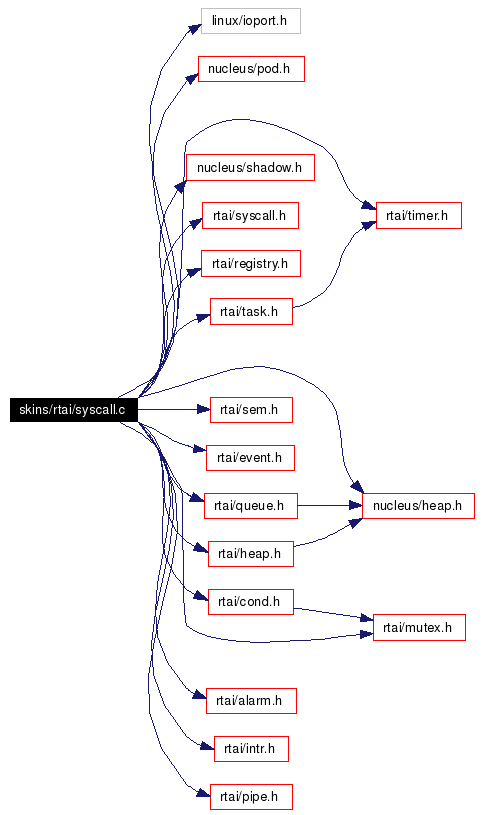 linux/ioport.h
nucleus/pod.h
nucleus/shadow.h
rtai/syscall.h
rtai/timer.h
rtai/registry.h
rtai/task.h
skins/rtai/syscall.c
rtai/sem.h
rtai/event.h
rtai/queue.h
nucleus/heap.h
rtai/heap.h
rtai/cond.h
rtai/mutex.h
rtai/alarm.h
rtai/intr.h
rtai/pipe.h